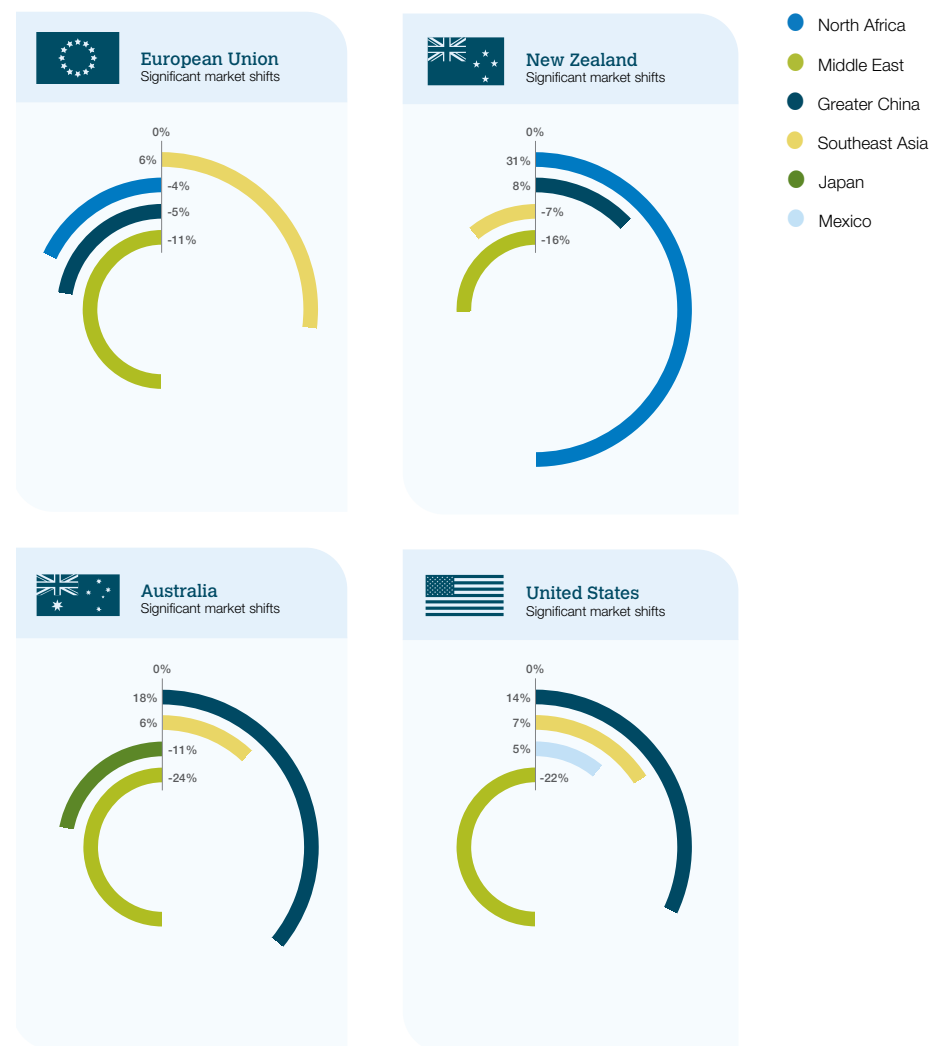 European Union
Significant market shifts
0%
6%
-4%
-5%
-11%
New Zealand
Significant market shifts
0%
31%
8%
-7%
-16%
North Africa
Middle East
Greater China
Southeast Asia
Japan
Mexico
Australia
Significant market shifts
0%
18%
6%
-11%
-24%
United States
Significant market shifts
0%
14%
7%
5%
-22%